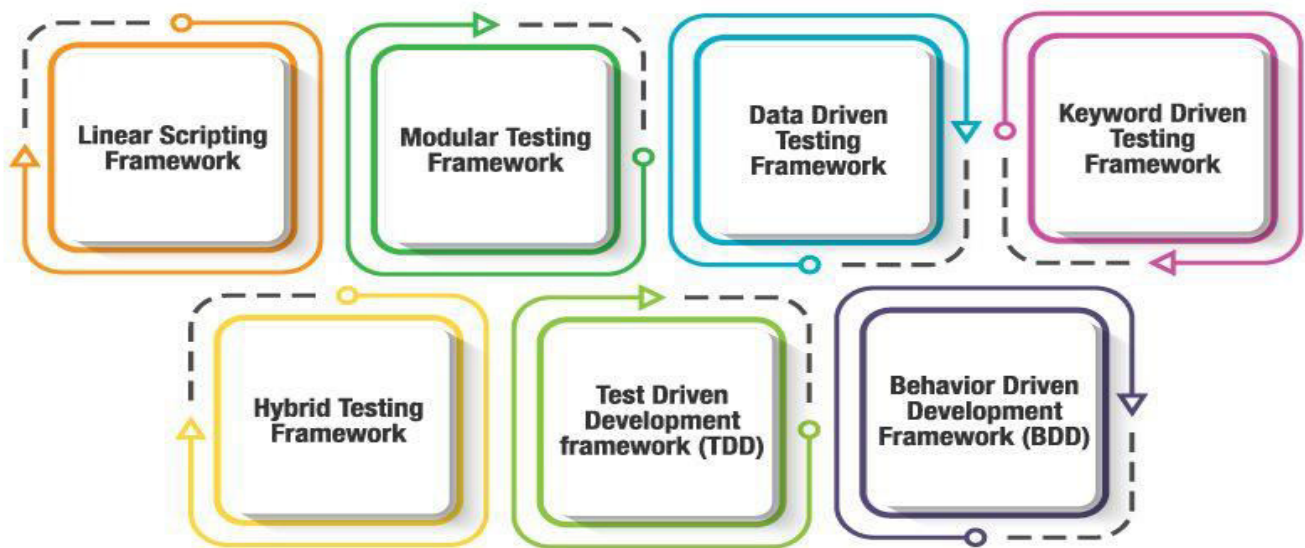 Linear Scripting
Framework
Modular Testing
Framework
Data Driven
Testing
Framework
Keyword Driven
Testing
Framework
Hybrid Testing
Framework
Test Driven
Development
framework (TDD)
Behavior Driven
Development
Framework (BDD)